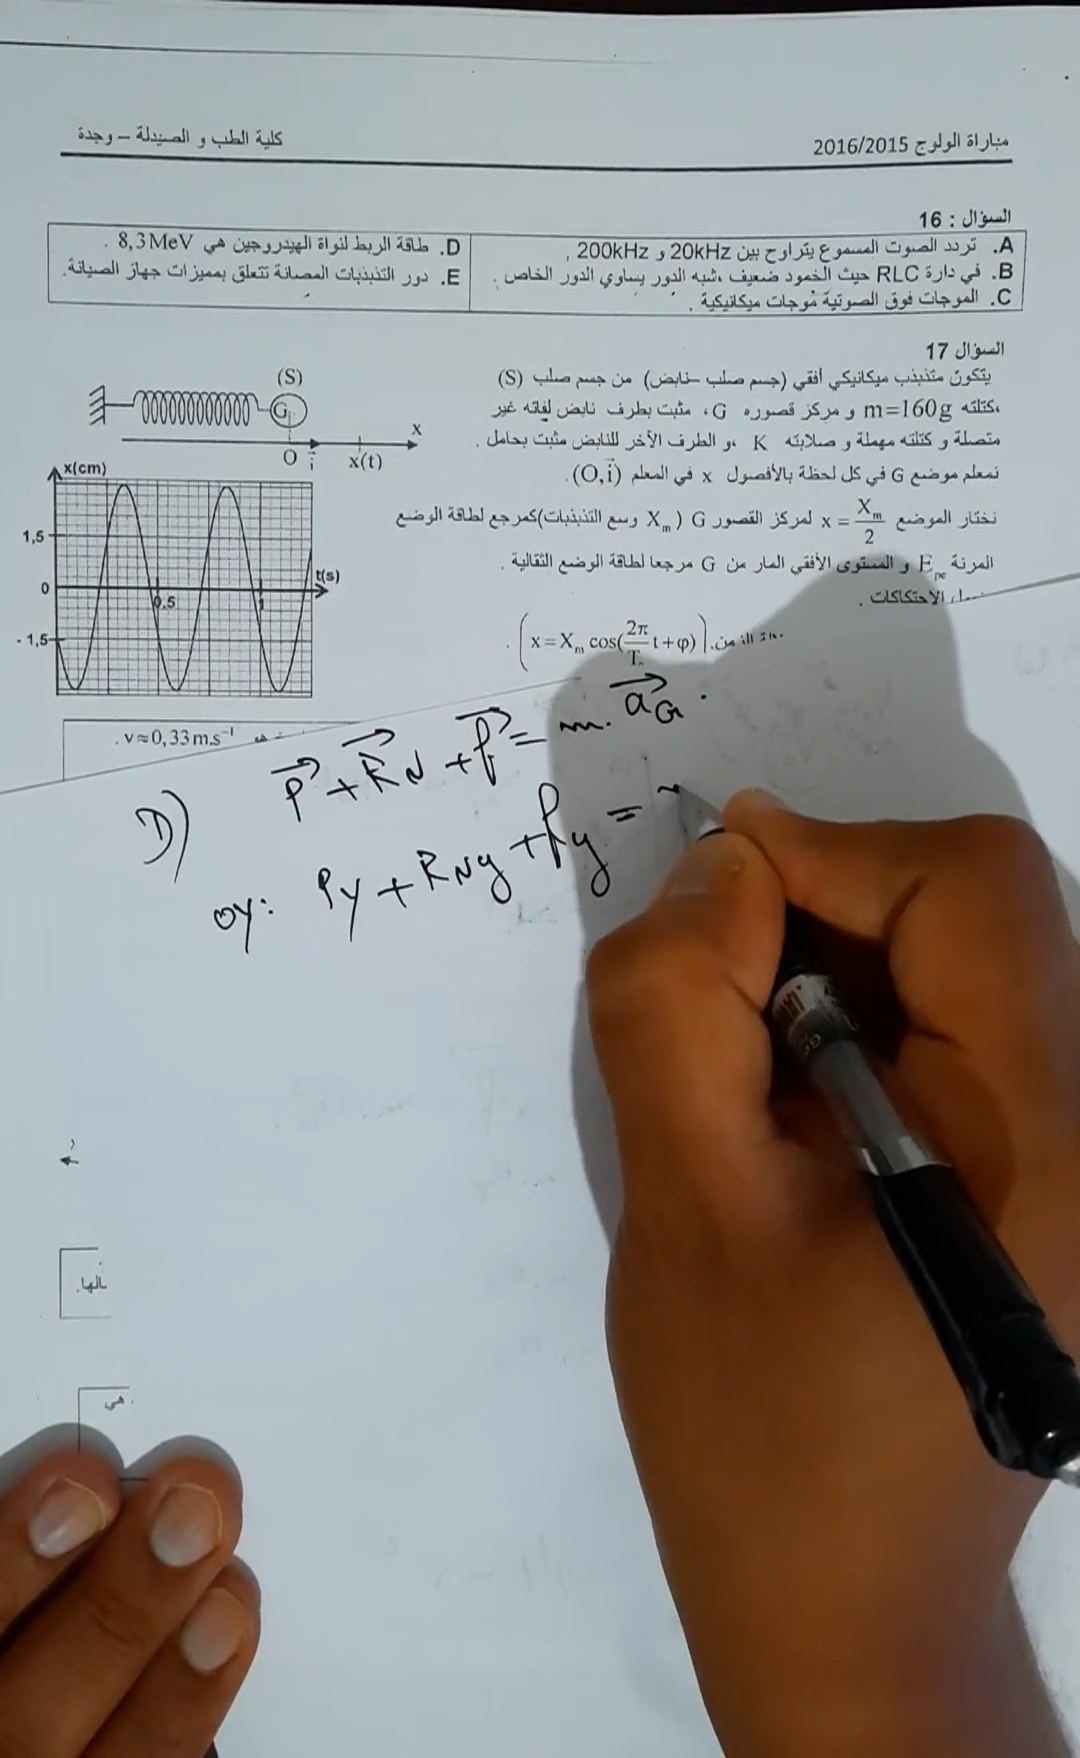 مباراة الولوج 2016/2015
كلية الطب و الصيدلة – وجدة
السؤال : 16
A. تردد الصوت المسموع يتراوح بين 20kHz و 200kHz .
B. في دارة RLC حيث الخمود ضعيف ،شبه الدور يساوي الدور الخاص .
C. الموجات فوق الصوتية موجات ميكانيكية .
D. طاقة الربط لنواة الهيدروجين هي 8,3MeV .
E. دور التذبذبات المصانة تتعلق بمميزات جهاز الصيانة.
السؤال 17
يتكون متذبذب ميكانيكي أفقي (جسم صلب –نابض) من جسم صلب (S)
،كتلته m=160g و مركز قصوره G ، مثبت بطرف نابض لفاته غير
متصلة و كتلته مهملة و صلابته K ،و الطرف الآخر للنابض مثبت بحامل .
نمعلم موضع G في كل لحظة بالأفصول x في المعلم (O,i) .
نختار الموضع x = Xm/2 لمركز القصور G ( Xm وسع التذبذبات)كمرجع لطاقة الوضع
المرنة Epe و المستوى الأفقي المار من G مرجعا لطاقة الوضع الثقالية .
الاحتكاكات .
(x = Xm cos(2π/T₀ t+φ)) .
(S)
G
x
O i x(t)
x(cm)
1,5
0
0.5
1
t(s)
- 1,5
v≈0,33m.s⁻¹ .
D) P + RN + f = m. aG .
oy: Py + RNy + fy =
هي .